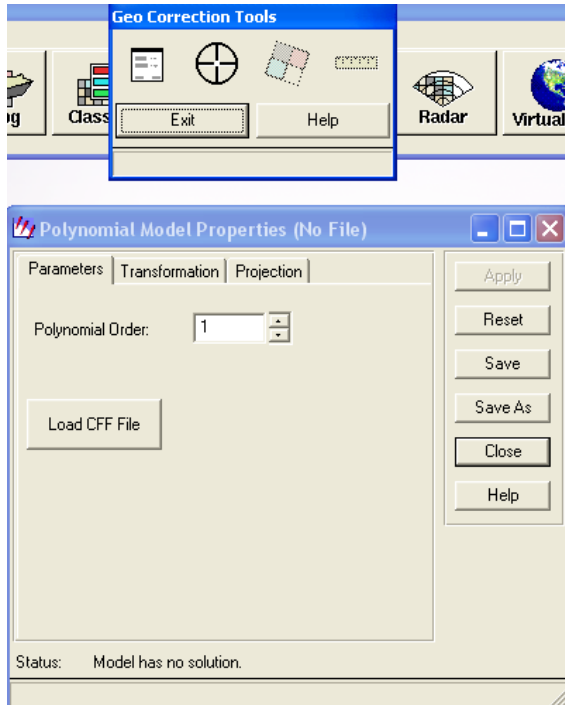 Geo Correction Tools
Exit Help
Class Radar Virtual
Polynomial Model Properties (No File)
Parameters Transformation Projection
Apply
Polynomial Order: 1
Reset
Save
Load CFF File
Save As
Close
Help
Status: Model has no solution.